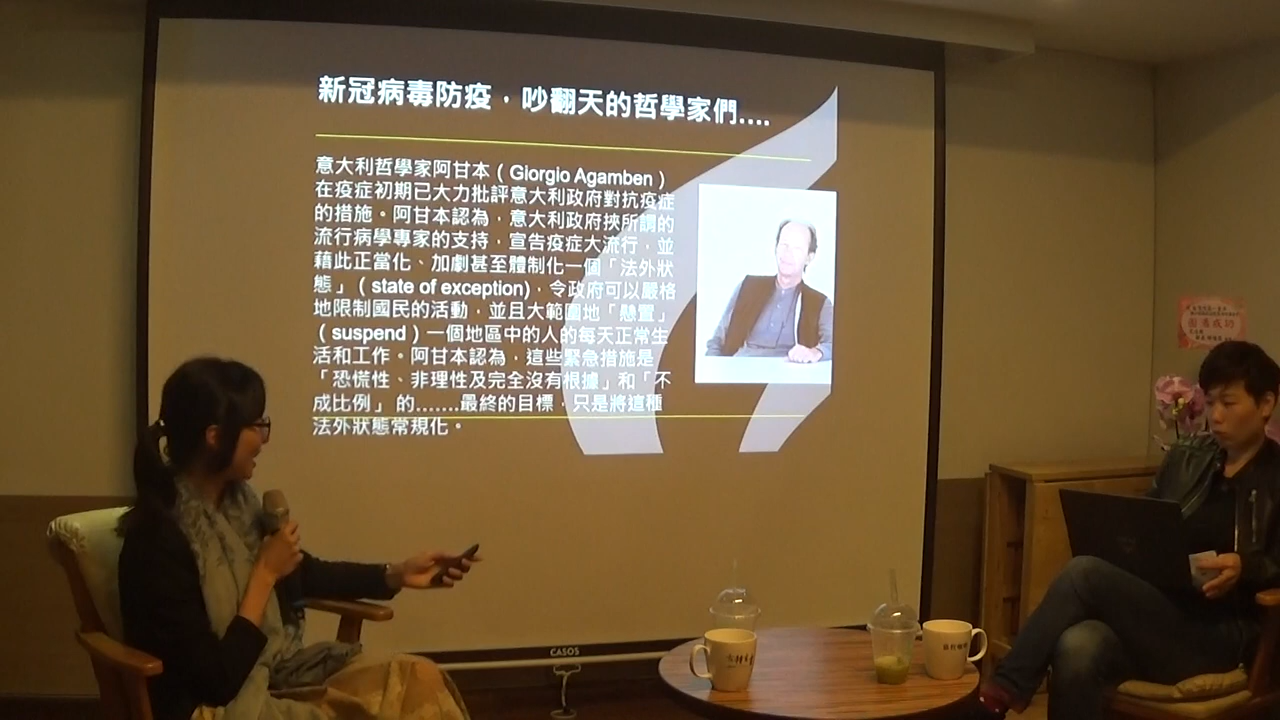 新冠病毒防疫，吵翻天的哲學家們....
意大利哲學家阿甘本（Giorgio Agamben）
在疫症初期已大力批評意大利政府對抗疫症
的措施。阿甘本認為，意大利政府挾所謂的
流行病學專家的支持，宣告疫症大流行，並
藉此正當化、加劇甚至體制化一個「法外狀
態」（state of exception)，令政府可以嚴格
地限制國民的活動，並且大範圍地「懸置」
（suspend）一個地區中的人的每天正常生
活和工作。阿甘本認為，這些緊急措施是
「恐慌性、非理性及完全沒有根據」和「不
成比例」 的.......最終的目標，只是將這種
法外狀態常規化。
CASOS